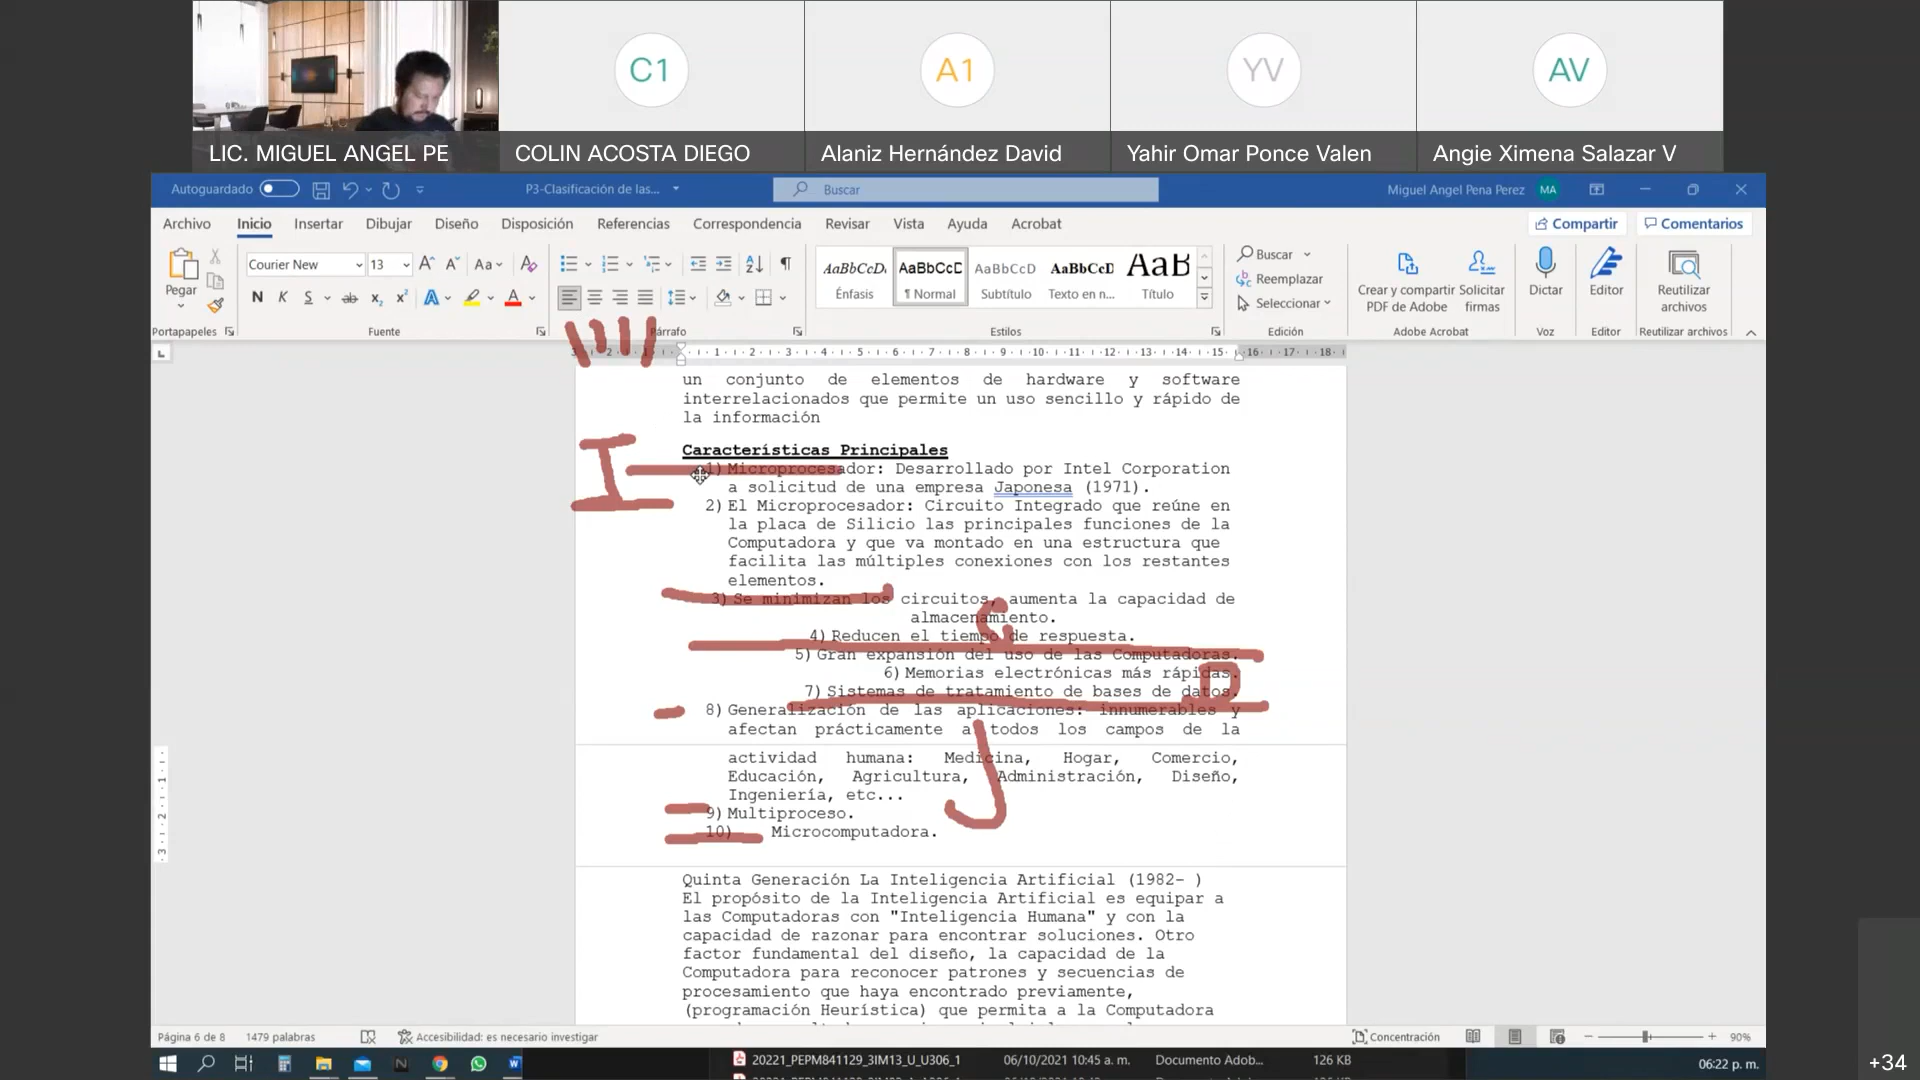 C1
A1
YV
AV
LIC. MIGUEL ANGEL PE
COLIN ACOSTA DIEGO
Alaniz Hernández David
Yahir Omar Ponce Valen
Angie Ximena Salazar V
Autoguardado
P3-Clasificación de las...
Buscar
Miguel Angel Pena Perez
MA
Archivo
Inicio
Insertar
Dibujar
Diseño
Disposición
Referencias
Correspondencia
Revisar
Vista
Ayuda
Acrobat
Compartir
Comentarios
Pegar
Portapapeles
Courier New
13
N K S ab x₂ x²
Fuente
Párrafo
AaBbCcD. AaBbCcD AaBbCcD AaBbCcD AaB
Énfasis
¶ Normal
Subtítulo
Texto en n...
Título
Estilos
Buscar
Reemplazar
Seleccionar
Edición
Crear y compartir PDF de Adobe
Solicitar firmas
Adobe Acrobat
Dictar
Voz
Editor
Editor
Reutilizar archivos
Reutilizar archivos
un conjunto de elementos de hardware y software
interrelacionados que permite un uso sencillo y rápido de
la información
Características Principales
1) Microprocesador: Desarrollado por Intel Corporation
a solicitud de una empresa Japonesa (1971).
2) El Microprocesador: Circuito Integrado que reúne en
la placa de Silicio las principales funciones de la
Computadora y que va montado en una estructura que
facilita las múltiples conexiones con los restantes
elementos.
3) Se minimizan los circuitos, aumenta la capacidad de
almacenamiento.
4) Reducen el tiempo de respuesta.
5) Gran expansión del uso de las Computadoras.
6) Memorias electrónicas más rápidas.
7) Sistemas de tratamiento de bases de datos.
8) Generalización de las aplicaciones: innumerables y
afectan prácticamente a todos los campos de la
actividad humana: Medicina, Hogar, Comercio,
Educación, Agricultura, Administración, Diseño,
Ingeniería, etc...
9) Multiproceso.
10) Microcomputadora.
I
C
D
J
Quinta Generación La Inteligencia Artificial (1982- )
El propósito de la Inteligencia Artificial es equipar a
las Computadoras con "Inteligencia Humana" y con la
capacidad de razonar para encontrar soluciones. Otro
factor fundamental del diseño, la capacidad de la
Computadora para reconocer patrones y secuencias de
procesamiento que haya encontrado previamente,
(programación Heurística) que permita a la Computadora
Página 6 de 8
1479 palabras
Accesibilidad: es necesario investigar
Concentración
90%
20221_PEPM841129_3IM13_U_U306_1
06/10/2021 10:45 a. m.
Documento Adob...
126 KB
06:22 p. m.
+34